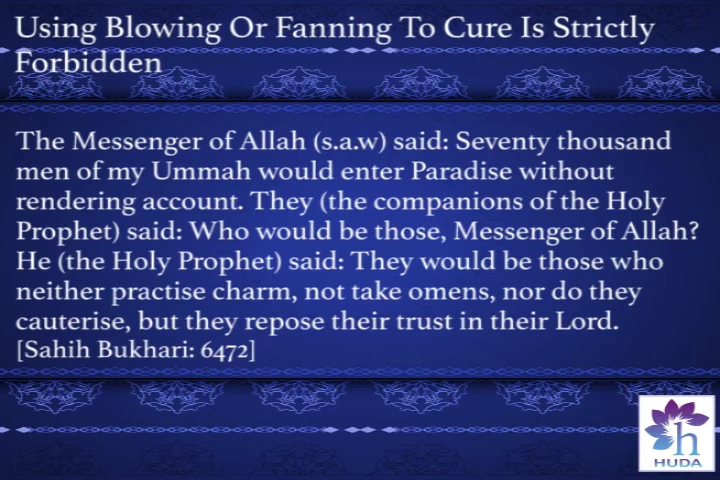 Using Blowing Or Fanning To Cure Is Strictly
Forbidden
The Messenger of Allah (s.a.w) said: Seventy thousand
men of my Ummah would enter Paradise without
rendering account. They (the companions of the Holy
Prophet) said: Who would be those, Messenger of Allah?
He (the Holy Prophet) said: They would be those who
neither practise charm, not take omens, nor do they
cauterise, but they repose their trust in their Lord.
[Sahih Bukhari: 6472]
h
HUDA